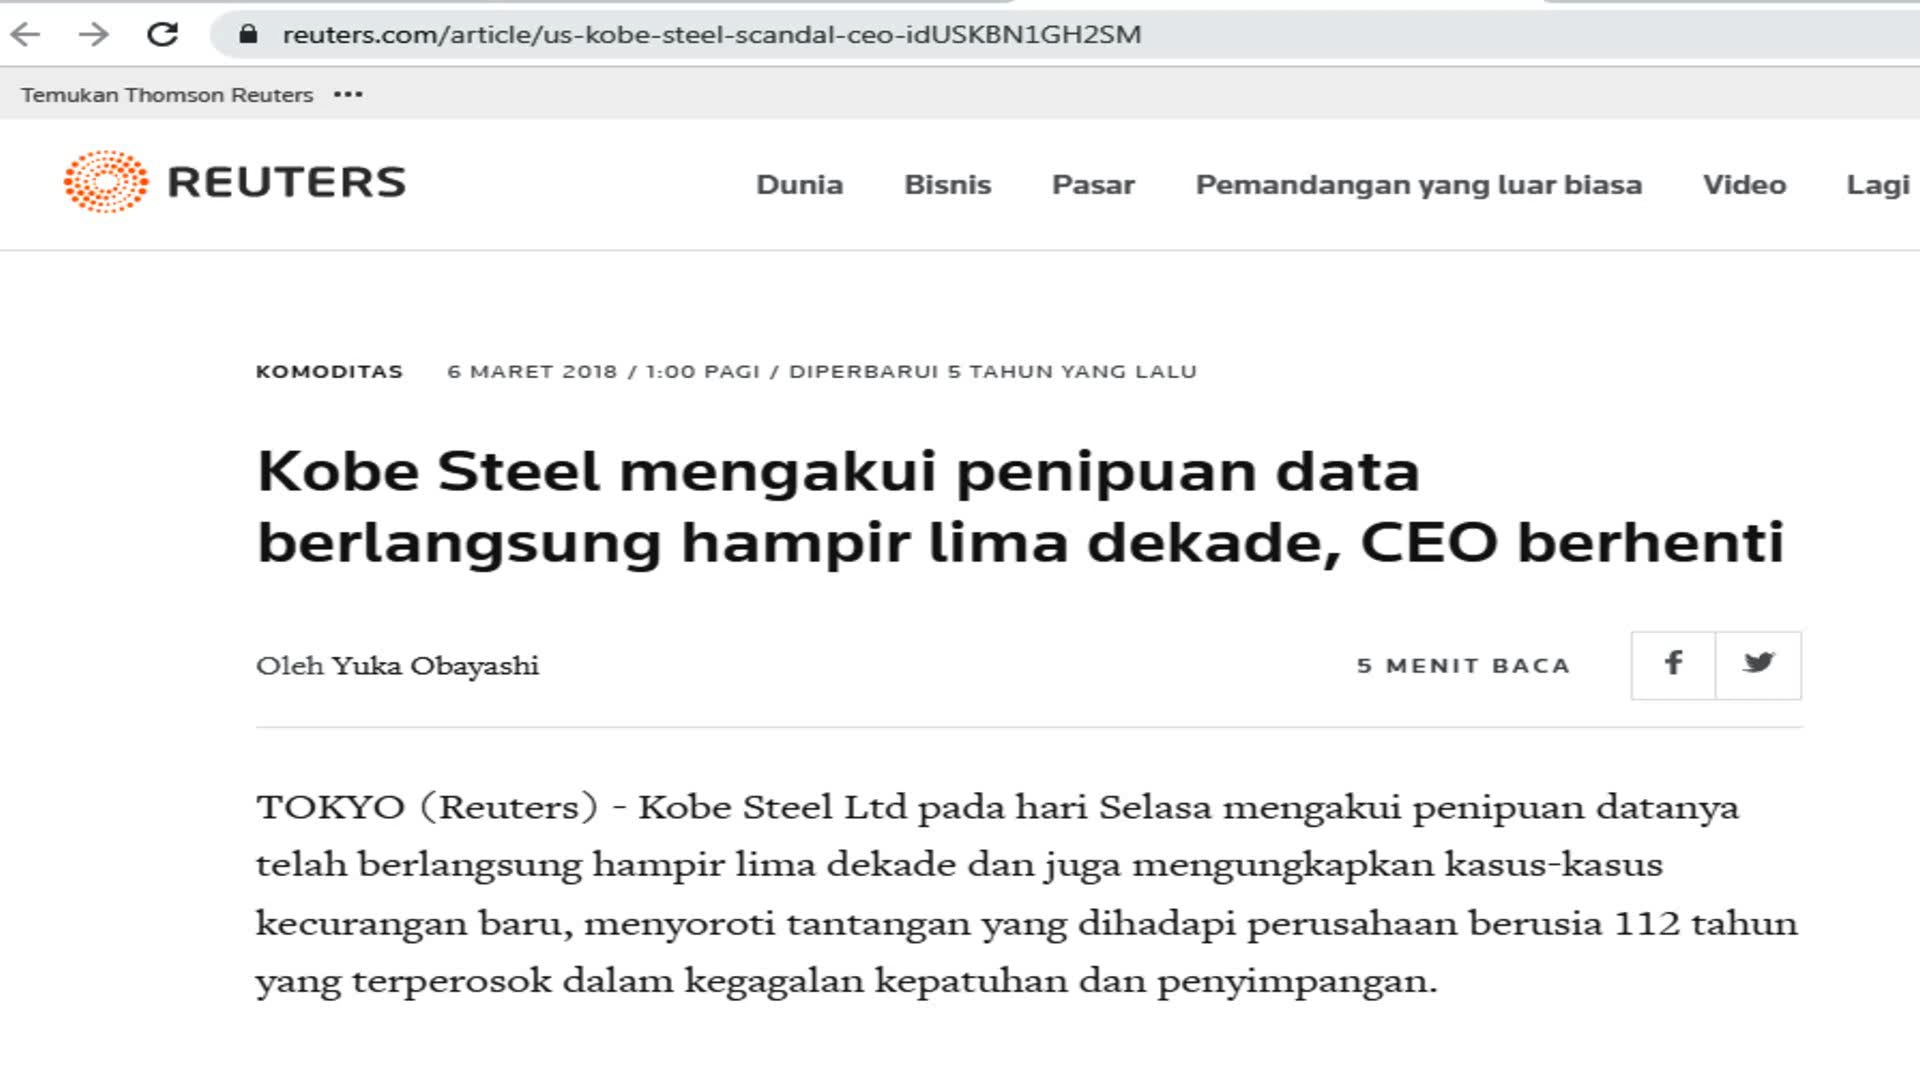 reuters.com/article/us-kobe-steel-scandal-ceo-idUSKBN1GH2SM
Temukan Thomson Reuters •••
REUTERS Dunia Bisnis Pasar Pemandangan yang luar biasa Video Lagi
KOMODITAS 6 MARET 2018 / 1:00 PAGI / DIPERBARUI 5 TAHUN YANG LALU
Kobe Steel mengakui penipuan data
berlangsung hampir lima dekade, CEO berhenti
Oleh Yuka Obayashi 5 MENIT BACA
TOKYO (Reuters) - Kobe Steel Ltd pada hari Selasa mengakui penipuan datanya
telah berlangsung hampir lima dekade dan juga mengungkapkan kasus-kasus
kecurangan baru, menyoroti tantangan yang dihadapi perusahaan berusia 112 tahun
yang terperosok dalam kegagalan kepatuhan dan penyimpangan.